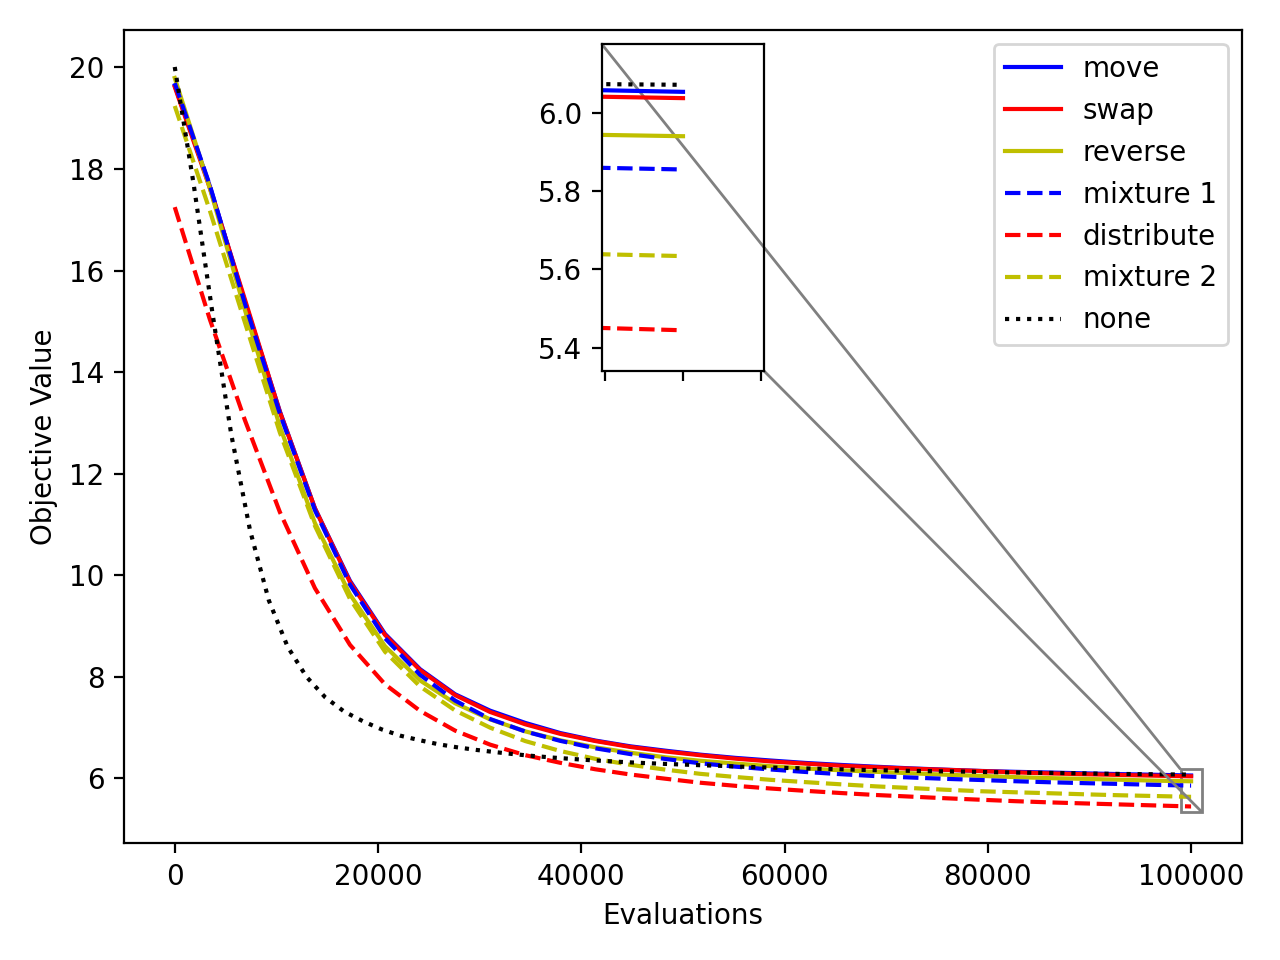 20
18
16
14
12
10
8
6
Objective Value
6.0
5.8
5.6
5.4
move
swap
reverse
mixture 1
distribute
mixture 2
none
0 20000 40000 60000 80000 100000
Evaluations